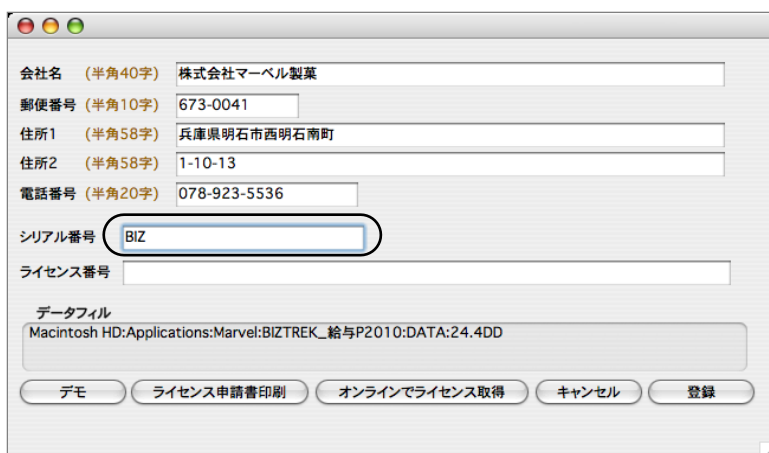 会社名 (半角40字) 株式会社マーベル製菓
郵便番号 (半角10字) 673-0041
住所1 (半角58字) 兵庫県明石市西明石南町
住所2 (半角58字) 1-10-13
電話番号 (半角20字) 078-923-5536
シリアル番号 BIZ
ライセンス番号
データフィル
Macintosh HD:Applications:Marvel:BIZTREK_給与P2010:DATA:24.4DD
デモ ライセンス申請書印刷 オンラインでライセンス取得 キャンセル 登録